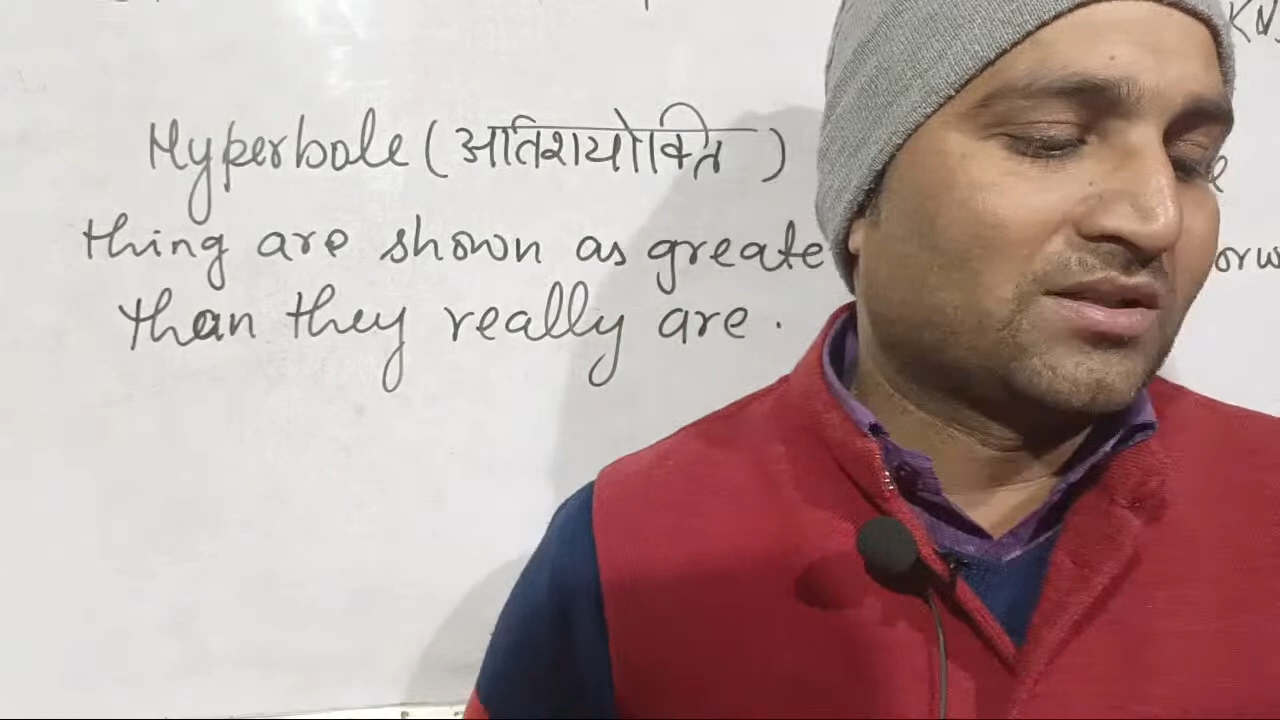 Hyperbole (अतिशयोक्ति)
thing are shown as greate
than they really are.